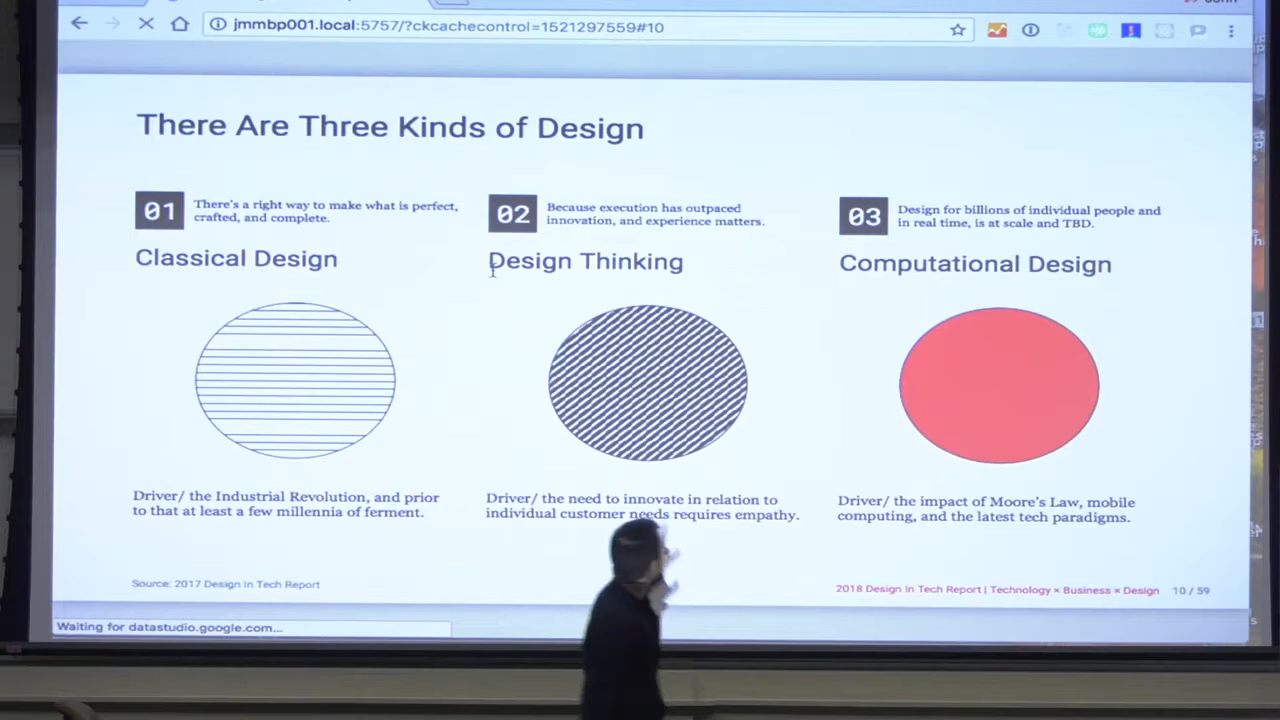 jmmbp001.local:5757/?ckcachecontrol=1521297559#10
There Are Three Kinds of Design
01
There's a right way to make what is perfect,
crafted, and complete.
Classical Design
Driver/ the Industrial Revolution, and prior
to that at least a few millennia of ferment.
02
Because execution has outpaced
innovation, and experience matters.
Design Thinking
Driver/ the need to innovate in relation to
individual customer needs requires empathy.
03
Design for billions of individual people and
in real time, is at scale and TBD.
Computational Design
Driver/ the impact of Moore's Law, mobile
computing, and the latest tech paradigms.
Source: 2017 Design In Tech Report
2018 Design In Tech Report | Technology × Business × Design 10 / 59
Waiting for datastudio.google.com...